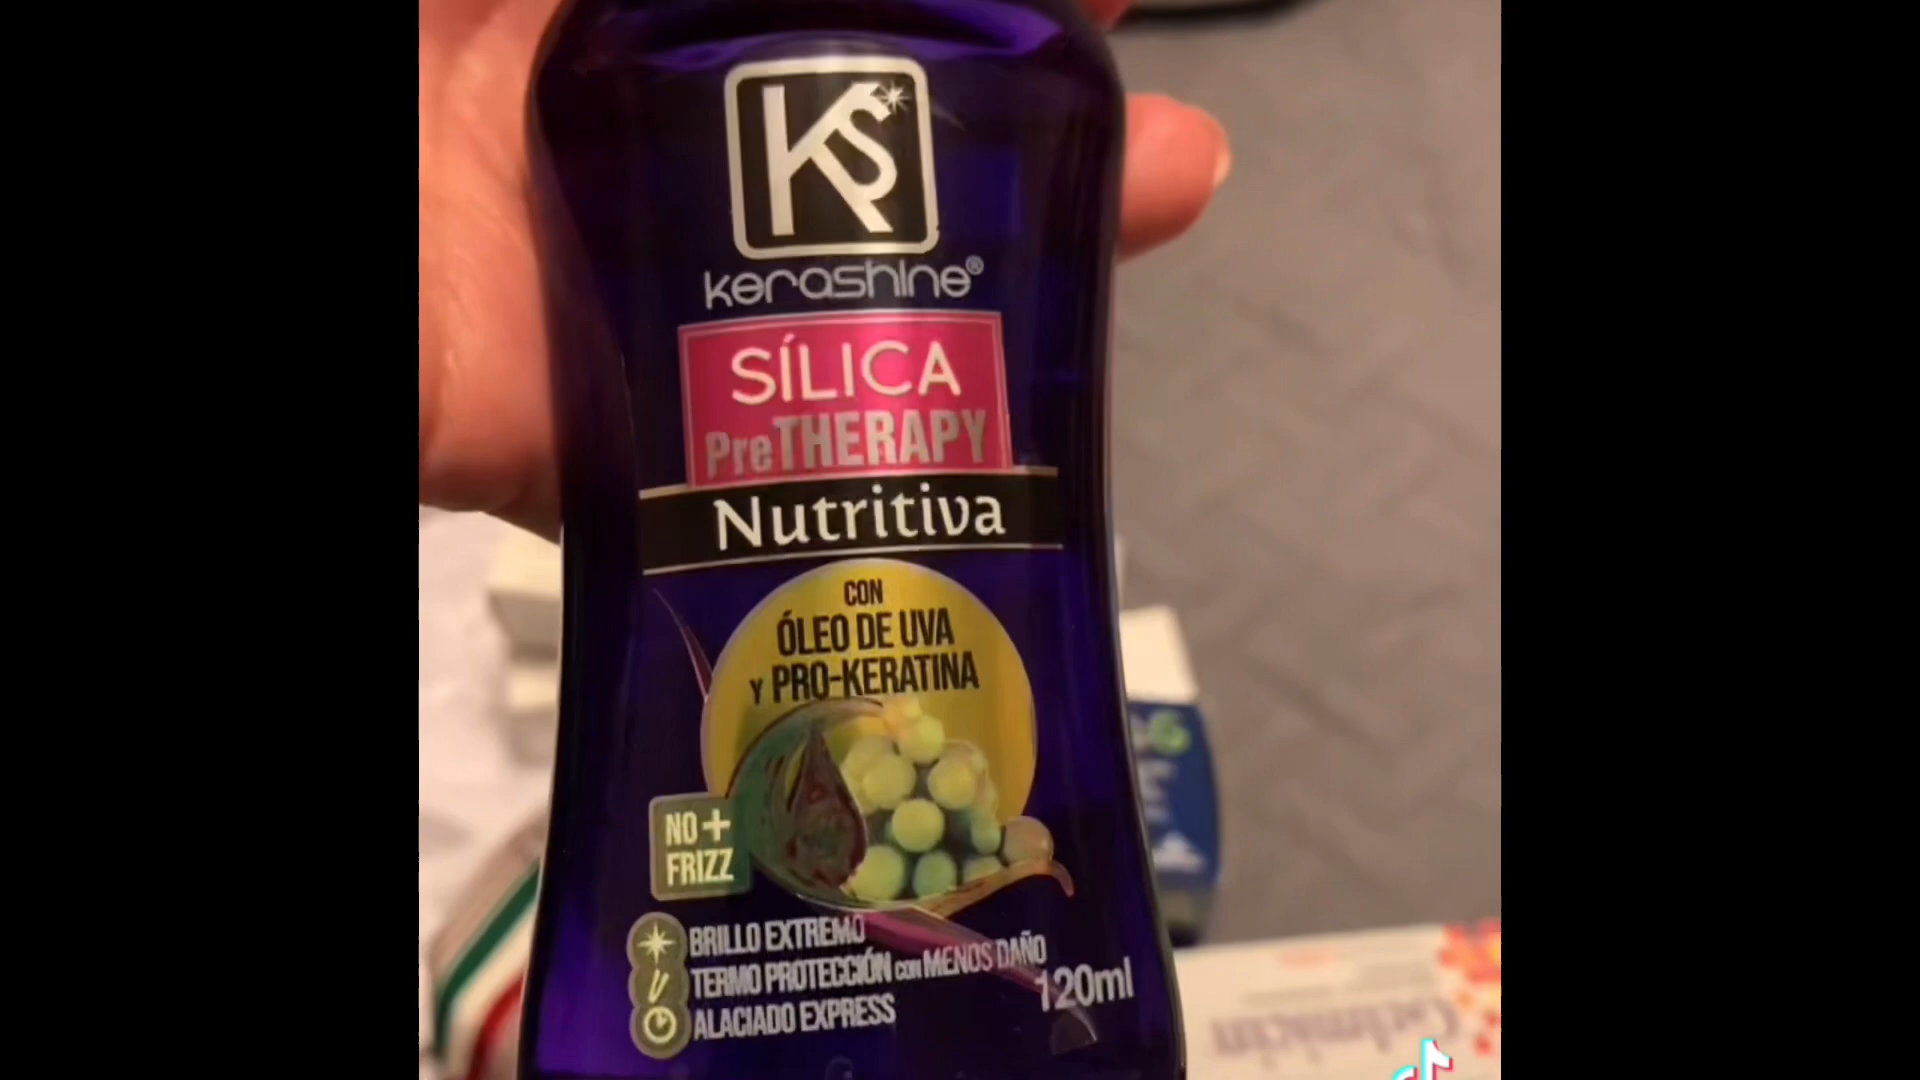 KS
kerashine®
SÍLICA
PreTHERAPY
Nutritiva
CON
ÓLEO DE UVA
Y PRO-KERATINA
NO+
FRIZZ
BRILLO EXTREMO
TERMO PROTECCIÓN CON MENOS DAÑO
ALACIADO EXPRESS
120ml